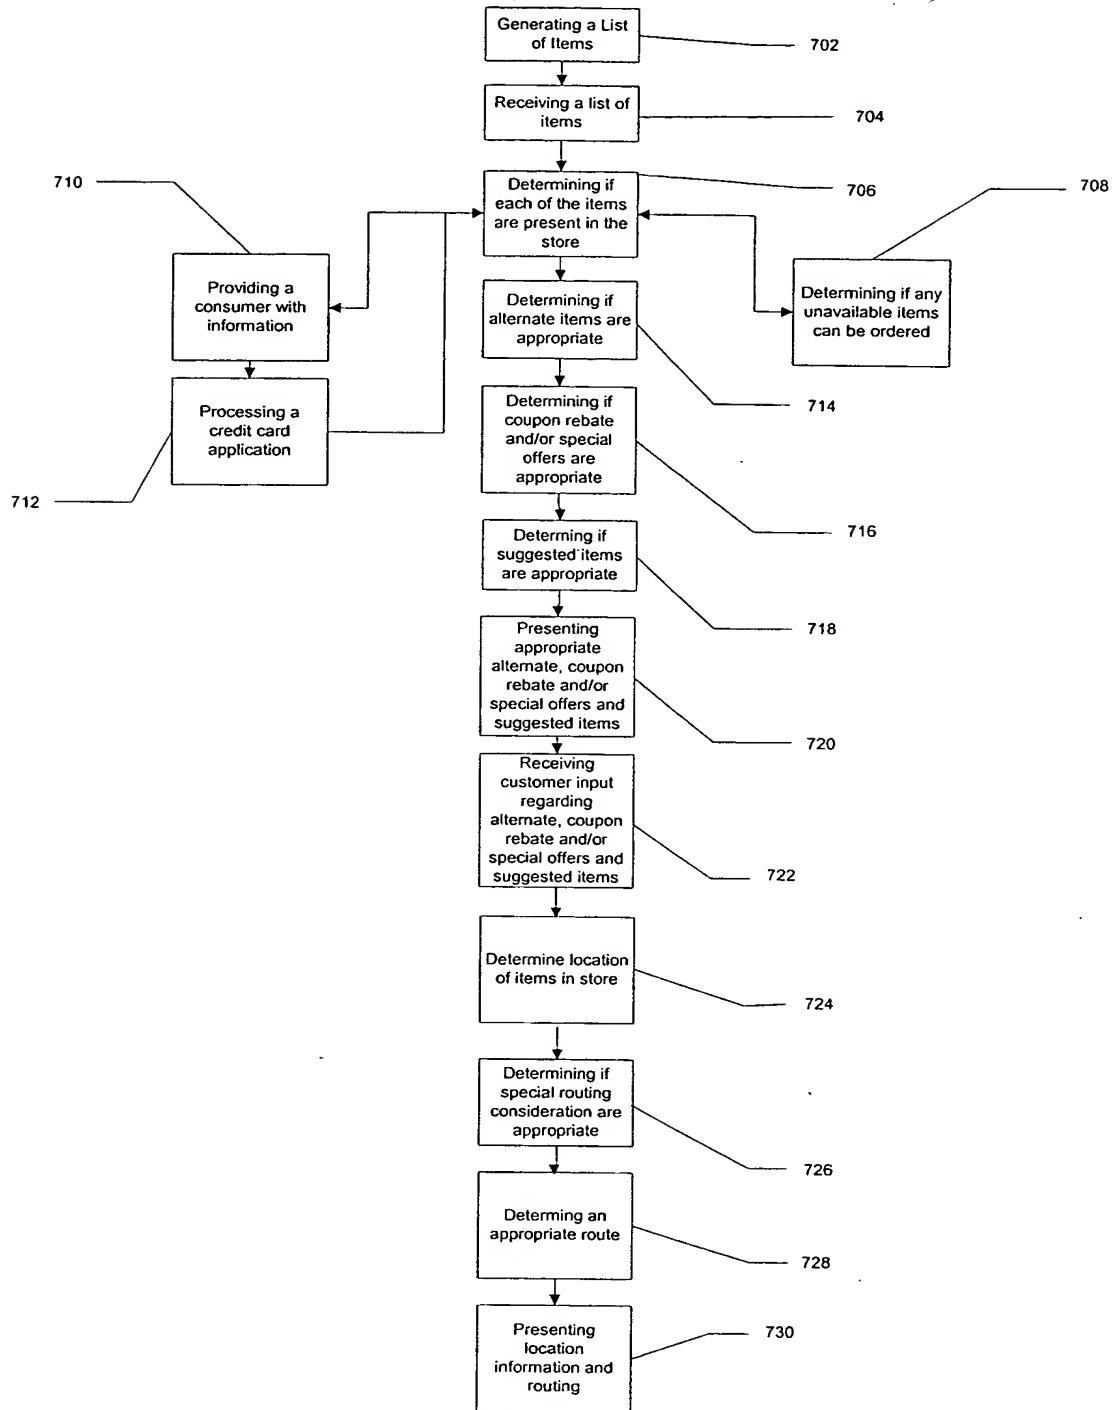 Generating a List
of Items
702
Receiving a list of
items
704
Determining if
each of the items
are present in the
store
706
708
710
Providing a
consumer with
information
Determining if any
unavailable items
can be ordered
Determining if
alternate items are
appropriate
714
Processing a
credit card
application
712
Determining if
coupon rebate
and/or special
offers are
appropriate
716
Determing if
suggested items
are appropriate
718
Presenting
appropriate
alternate, coupon
rebate and/or
special offers and
suggested items
720
Receiving
customer input
regarding
alternate, coupon
rebate and/or
special offers and
suggested items
722
Determine location
of items in store
724
Determining if
special routing
consideration are
appropriate
726
Determing an
appropriate route
728
Presenting
location
information and
routing
730